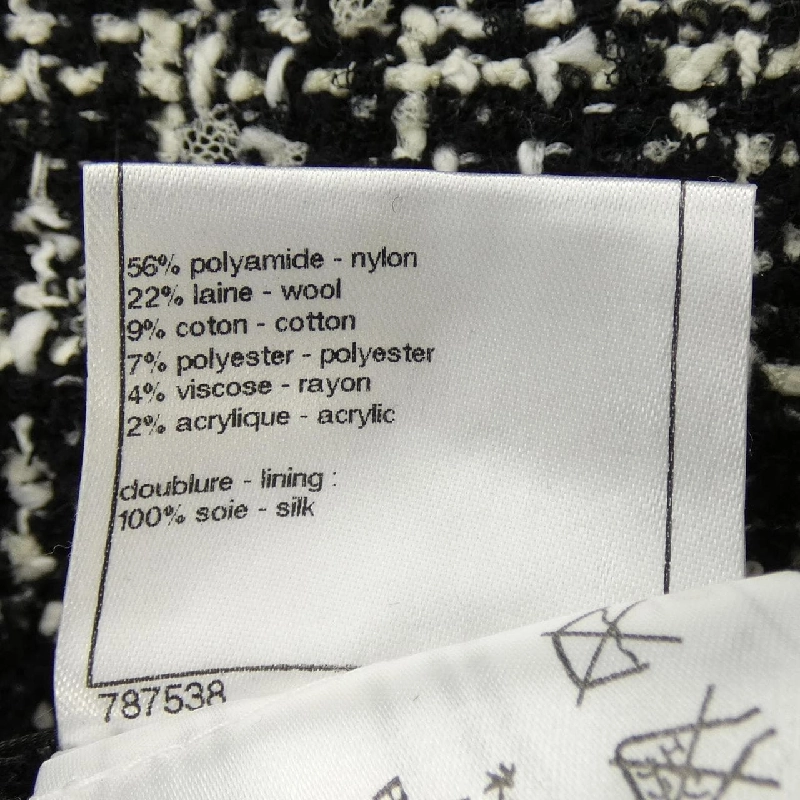 56% polyamide - nylon
22% laine - wool
9% coton - cotton
7% polyester - polyester
4% viscose - rayon
2% acrylique - acrylic
doublure - lining :
100% soie - silk
787538